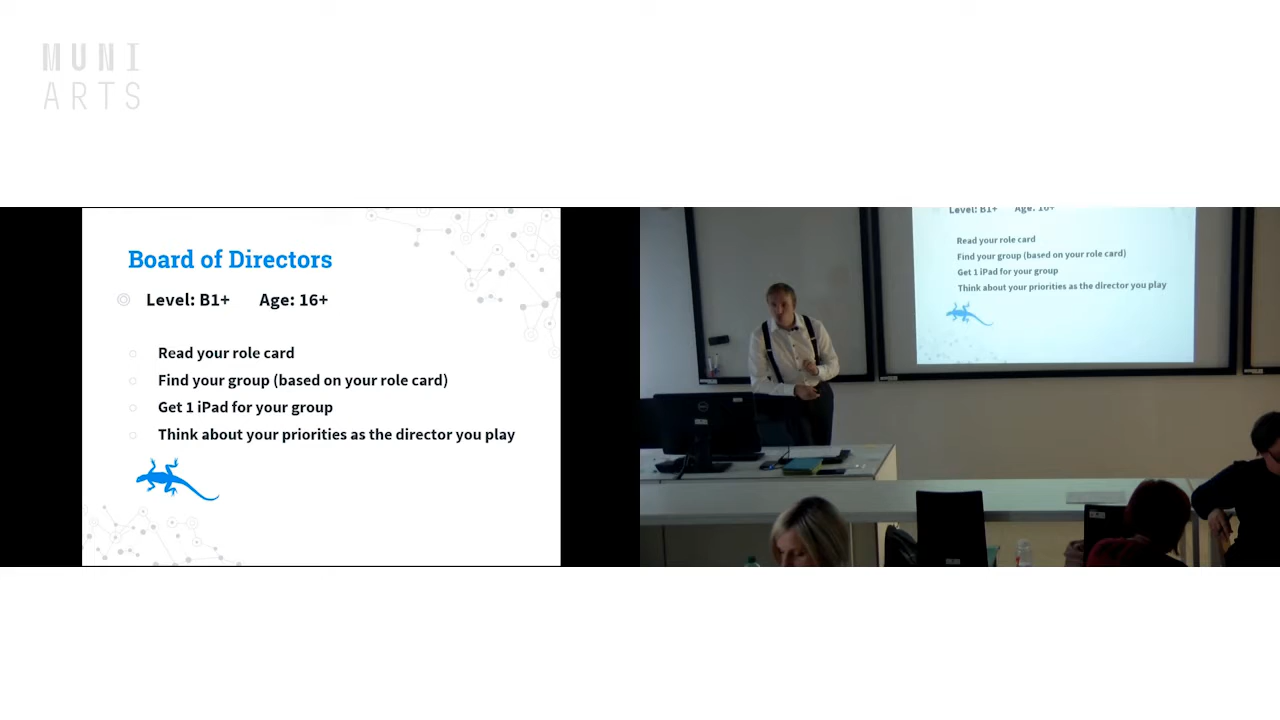 MUNI
ARTS
Board of Directors
Level: B1+ Age: 16+
Read your role card
Find your group (based on your role card)
Get 1 iPad for your group
Think about your priorities as the director you play
Level: B1+ Age: 16+
Read your role card
Find your group (based on your role card)
Get 1 iPad for your group
Think about your priorities as the director you play
DELL